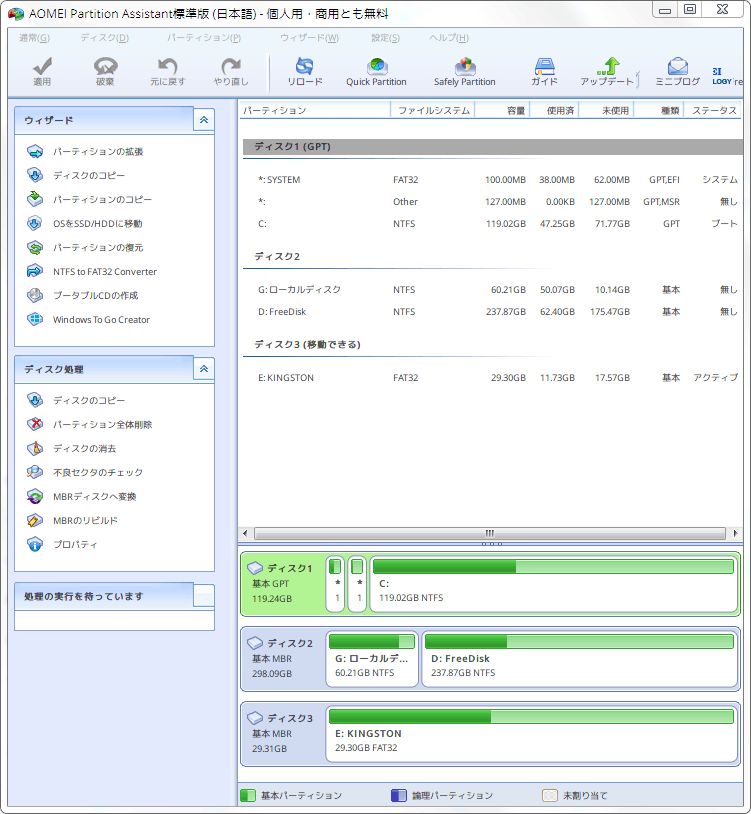 AOMEI Partition Assistant標準版 (日本語) - 個人用・商用とも無料
通常(G) ディスク(D) パーティション(P) ウィザード(W) 設定(S) ヘルプ(H)
適用 破棄 元に戻す やり直し リロード Quick Partition Safely Partition ガイド アップデート ミニブログ
ウィザード
パーティションの拡張
ディスクのコピー
パーティションのコピー
OSをSSD/HDDに移動
パーティションの復元
NTFS to FAT32 Converter
ブータブルCDの作成
Windows To Go Creator
ディスク処理
ディスクのコピー
パーティション全体削除
ディスクの消去
不良セクタのチェック
MBRディスクへ変換
MBRのリビルド
プロパティ
処理の実行を待っています
パーティション ファイルシステム 容量 使用済 未使用 種類 ステータス
ディスク1 (GPT)
*: SYSTEM FAT32 100.00MB 38.00MB 62.00MB GPT,EFI システム
*: Other 127.00MB 0.00KB 127.00MB GPT,MSR 無し
C: NTFS 119.02GB 47.25GB 71.77GB GPT ブート
ディスク2
G: ローカルディスク NTFS 60.21GB 50.07GB 10.14GB 基本 無し
D: FreeDisk NTFS 237.87GB 62.40GB 175.47GB 基本 無し
ディスク3 (移動できる)
E: KINGSTON FAT32 29.30GB 11.73GB 17.57GB 基本 アクティブ
ディスク1
基本 GPT
119.24GB
*
1
*
1
C:
119.02GB NTFS
ディスク2
基本 MBR
298.09GB
G: ローカルデ...
60.21GB NTFS
D: FreeDisk
237.87GB NTFS
ディスク3
基本 MBR
29.31GB
E: KINGSTON
29.30GB FAT32
基本パーティション 論理パーティション 未割り当て